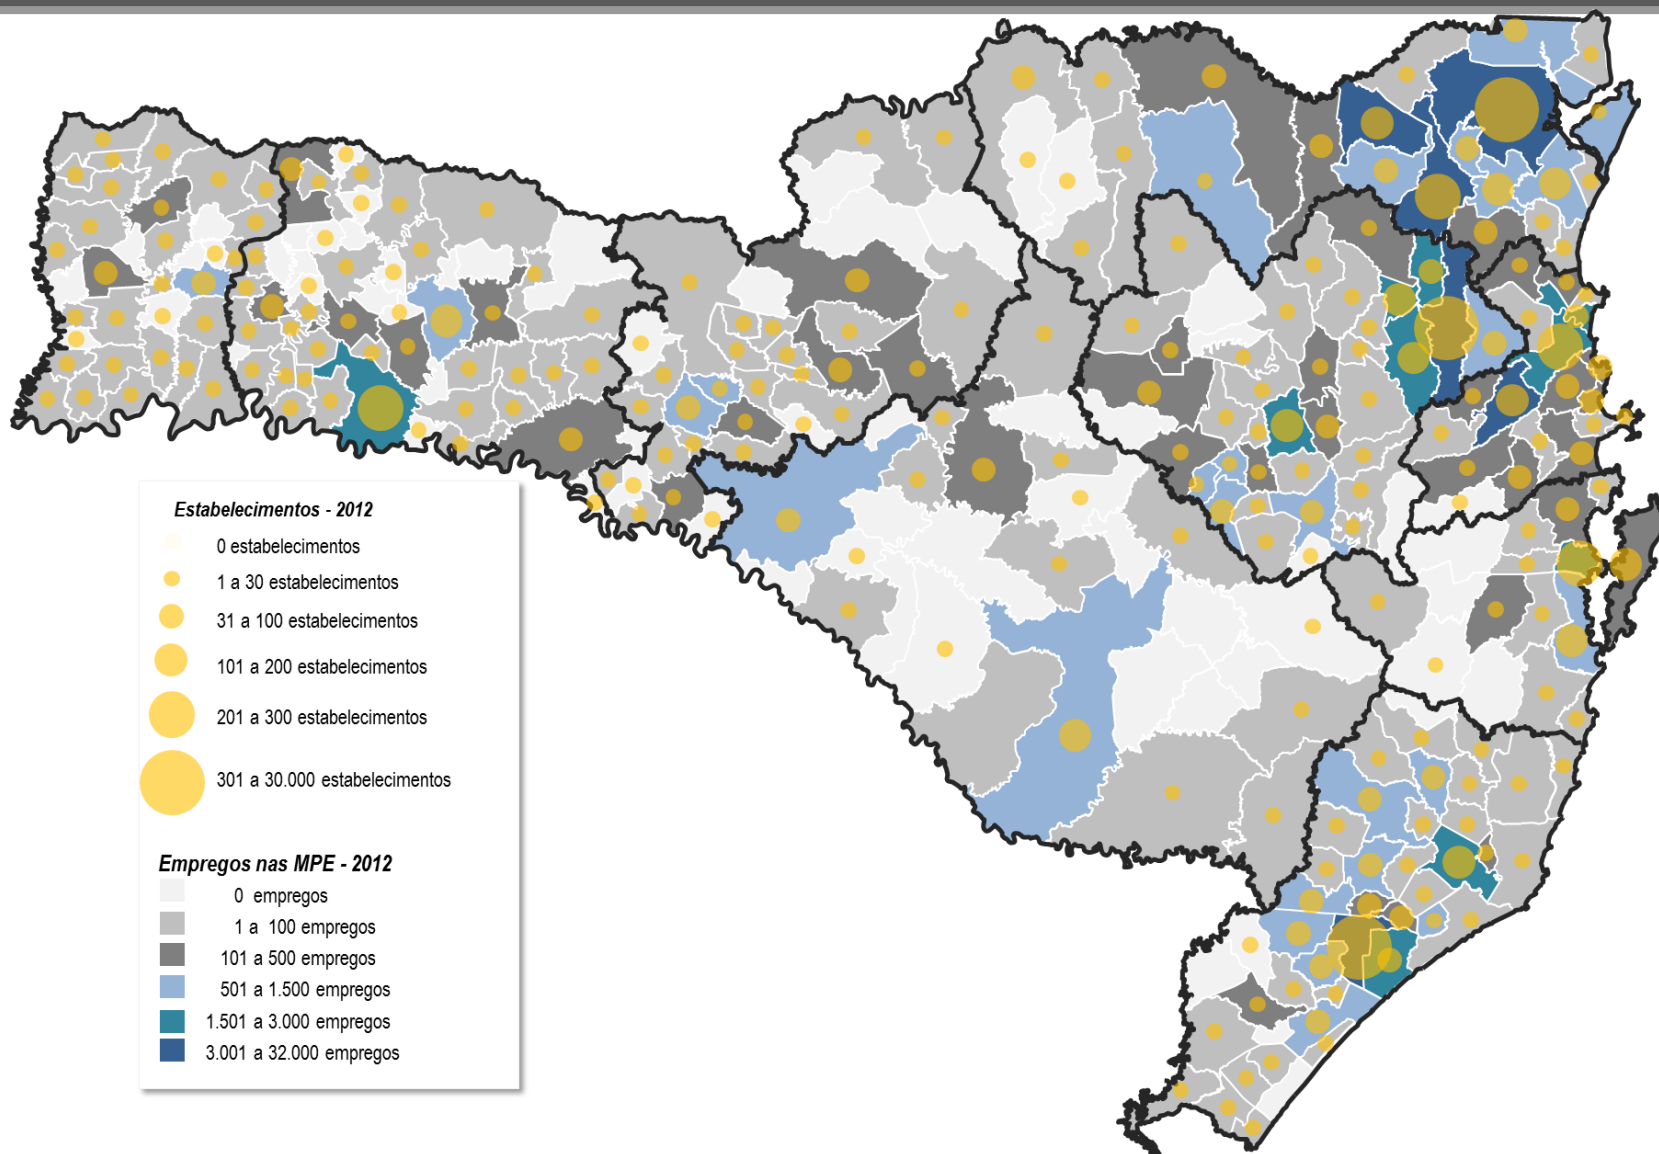 Estabelecimentos - 2012
0 estabelecimentos
1 a 30 estabelecimentos
31 a 100 estabelecimentos
101 a 200 estabelecimentos
201 a 300 estabelecimentos
301 a 30.000 estabelecimentos
Empregos nas MPE - 2012
0 empregos
1 a 100 empregos
101 a 500 empregos
501 a 1.500 empregos
1.501 a 3.000 empregos
3.001 a 32.000 empregos